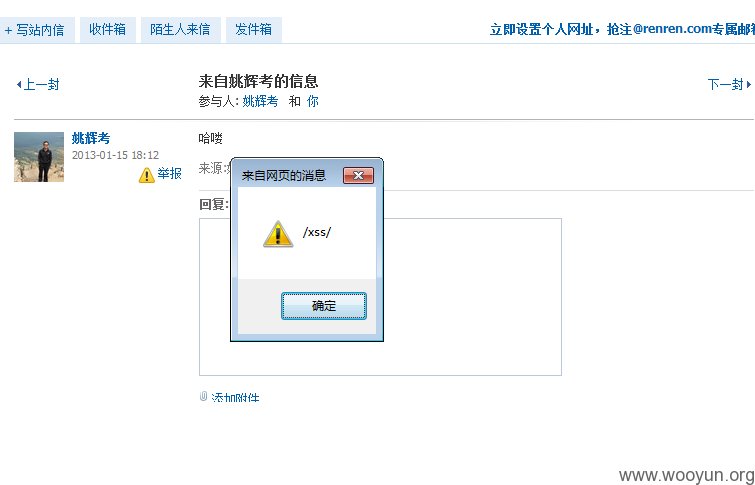 + 写站内信 收件箱 陌生人来信 发件箱 立即设置个人网址，抢注@renren.com专属邮箱
上一封 来自姚辉考的信息 下一封
参与人: 姚辉考 和 你
姚辉考 哈喽
2013-01-15 18:12
举报 来源:
来自网页的消息
回复:
/xss/
确定
添加附件
www.wooyun.org